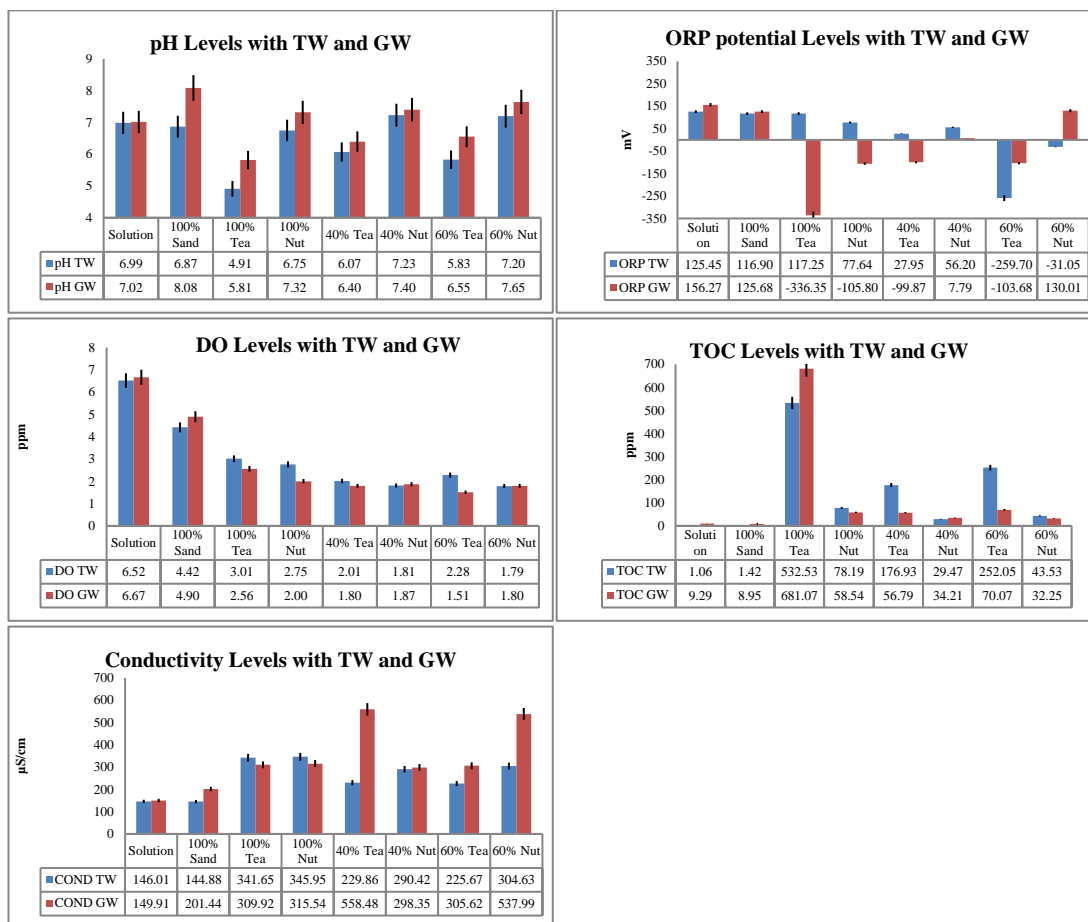 pH Levels with TW and GW
9
8
7
6
5
4
Solution 100% Sand 100% Tea 100% Nut 40% Tea 40% Nut 60% Tea 60% Nut
pH TW 6.99 6.87 4.91 6.75 6.07 7.23 5.83 7.20
pH GW 7.02 8.08 5.81 7.32 6.40 7.40 6.55 7.65
ORP potential Levels with TW and GW
350
250
150
50
-50
-150
-250
-350
mV
Soluti on 100% Sand 100% Tea 100% Nut 40% Tea 40% Nut 60% Tea 60% Nut
ORP TW 125.45 116.90 117.25 77.64 27.95 56.20 -259.70 -31.05
ORP GW 156.27 125.68 -336.35 -105.80 -99.87 7.79 -103.68 130.01
DO Levels with TW and GW
8
7
6
5
4
3
2
1
0
ppm
Solution 100% Sand 100% Tea 100% Nut 40% Tea 40% Nut 60% Tea 60% Nut
DO TW 6.52 4.42 3.01 2.75 2.01 1.81 2.28 1.79
DO GW 6.67 4.90 2.56 2.00 1.80 1.87 1.51 1.80
TOC Levels with TW and GW
700
600
500
400
300
200
100
0
ppm
Soluti on 100% Sand 100% Tea 100% Nut 40% Tea 40% Nut 60% Tea 60% Nut
TOC TW 1.06 1.42 532.53 78.19 176.93 29.47 252.05 43.53
TOC GW 9.29 8.95 681.07 58.54 56.79 34.21 70.07 32.25
Conductivity Levels with TW and GW
700
600
500
400
300
200
100
0
µS/cm
Solution 100% Sand 100% Tea 100% Nut 40% Tea 40% Nut 60% Tea 60% Nut
COND TW 146.01 144.88 341.65 345.95 229.86 290.42 225.67 304.63
COND GW 149.91 201.44 309.92 315.54 558.48 298.35 305.62 537.99